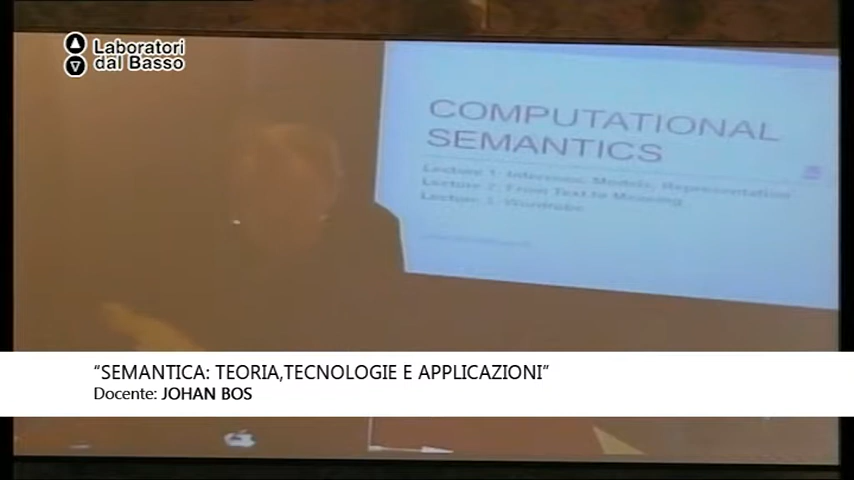 Laboratori
dal Basso
COMPUTATIONAL
SEMANTICS
Lecture 1: Inference, Models, Representation
Lecture 2: From Text to Meaning
Lecture 3: Wordrobe
“SEMANTICA: TEORIA,TECNOLOGIE E APPLICAZIONI”
Docente: JOHAN BOS